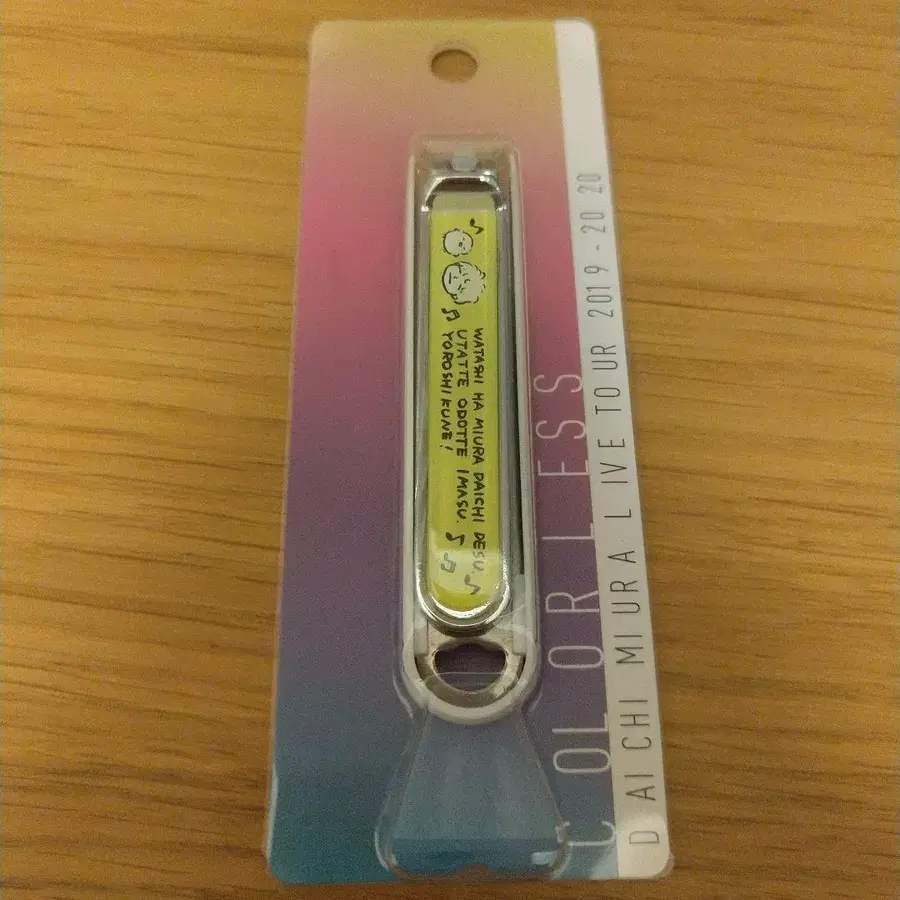 WATASHI HA MIURA DAICHI DESU.
UTATTE ODOTTE IMASU.
YOROSHIKUNE!
COLORLESS
DAICHI MIURA LIVE TOUR 2019-2020